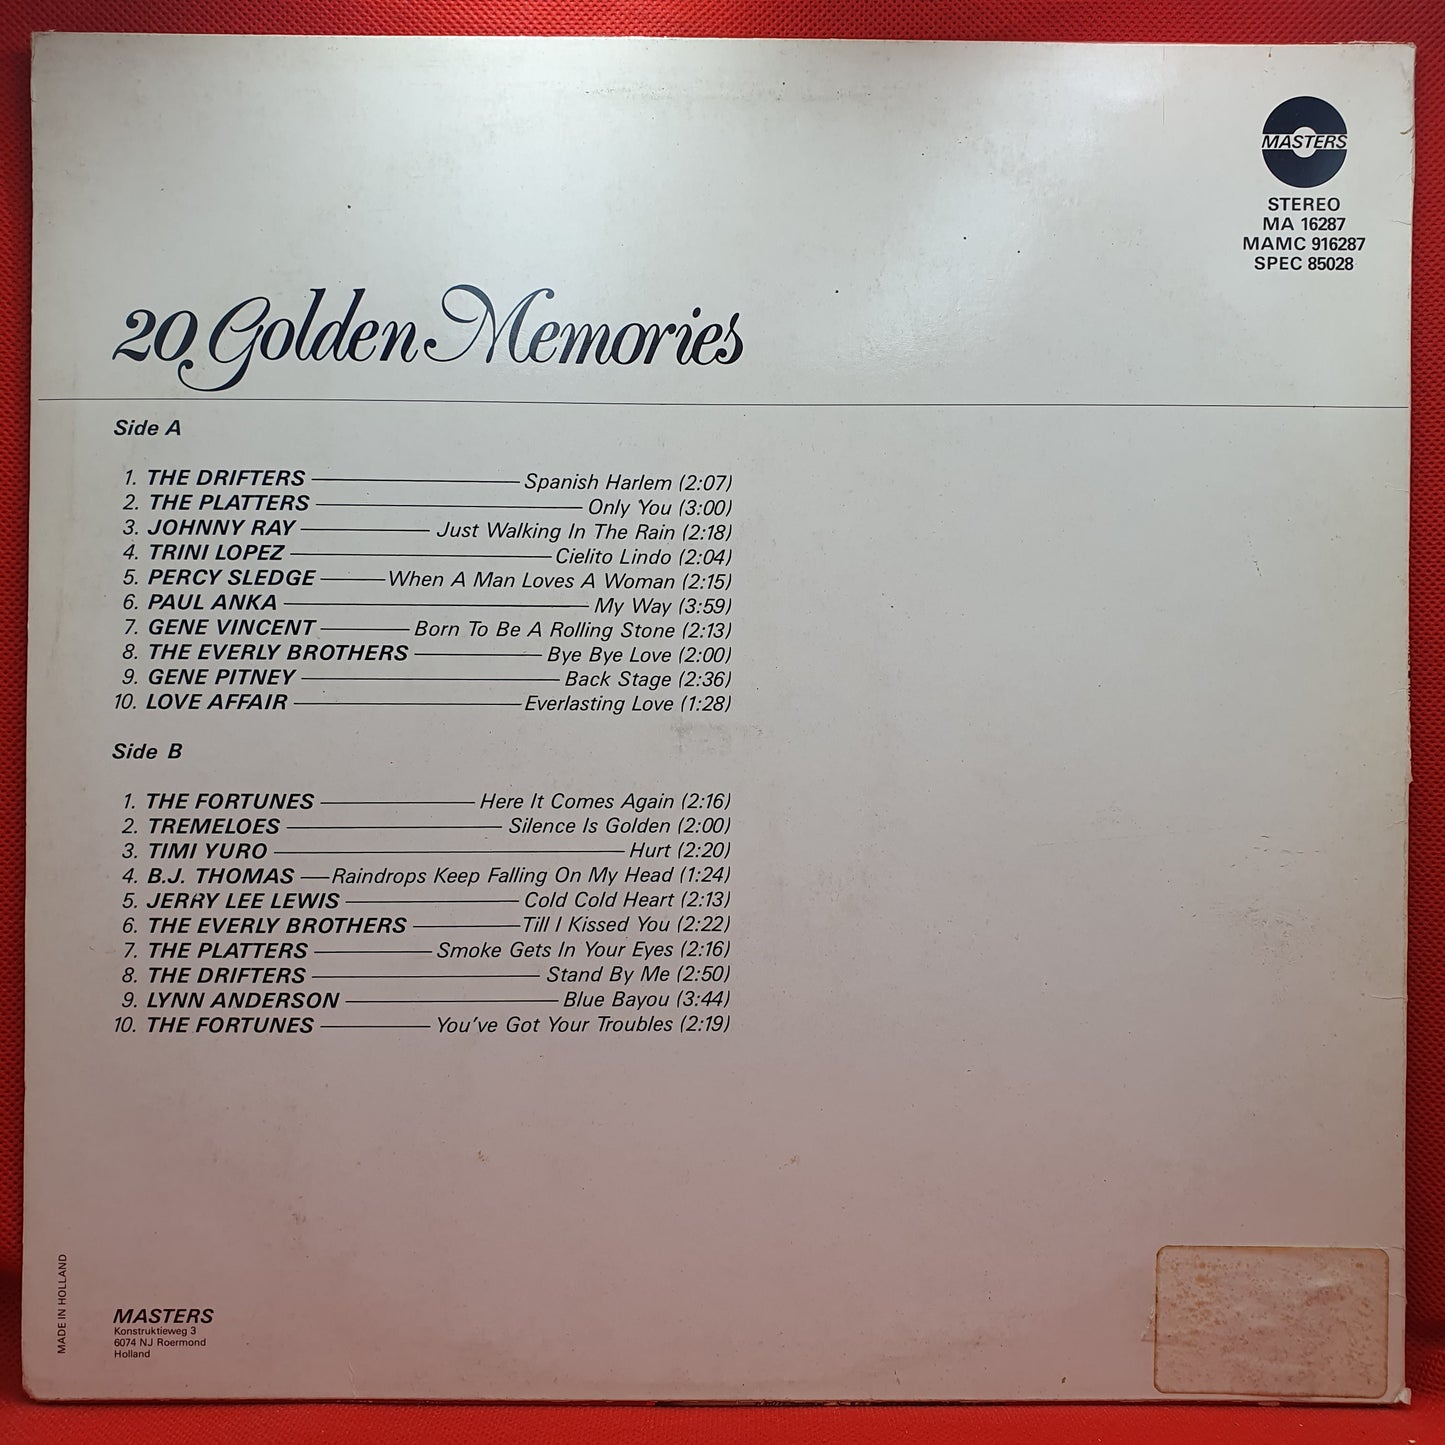 MASTERS
STEREO
MA 16287
MAMC 916287
SPEC 85028
20 Golden Memories
Side A
1. THE DRIFTERS Spanish Harlem (2:07)
2. THE PLATTERS Only You (3:00)
3. JOHNNY RAY Just Walking In The Rain (2:18)
4. TRINI LOPEZ Cielito Lindo (2:04)
5. PERCY SLEDGE When A Man Loves A Woman (2:15)
6. PAUL ANKA My Way (3:59)
7. GENE VINCENT Born To Be A Rolling Stone (2:13)
8. THE EVERLY BROTHERS Bye Bye Love (2:00)
9. GENE PITNEY Back Stage (2:36)
10. LOVE AFFAIR Everlasting Love (1:28)
Side B
1. THE FORTUNES Here It Comes Again (2:16)
2. TREMELOES Silence Is Golden (2:00)
3. TIMI YURO Hurt (2:20)
4. B.J. THOMAS Raindrops Keep Falling On My Head (1:24)
5. JERRY LEE LEWIS Cold Cold Heart (2:13)
6. THE EVERLY BROTHERS Till I Kissed You (2:22)
7. THE PLATTERS Smoke Gets In Your Eyes (2:16)
8. THE DRIFTERS Stand By Me (2:50)
9. LYNN ANDERSON Blue Bayou (3:44)
10. THE FORTUNES You've Got Your Troubles (2:19)
MADE IN HOLLAND
MASTERS
Konstruktieweg 3
6074 NJ Roermond
Holland